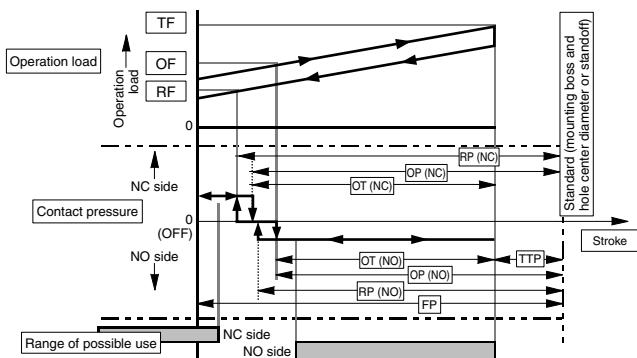 TF
OF
RF
0
Operation load
Operation
load
Standard (mounting boss and
hole center diameter or standoff)
RP (NC)
OP (NC)
OT (NC)
NC side
Contact pressure
0
(OFF)
NO side
Stroke
OT (NO)
TTP
OP (NO)
RP (NO)
FP
Range of possible use
NC side
NO side